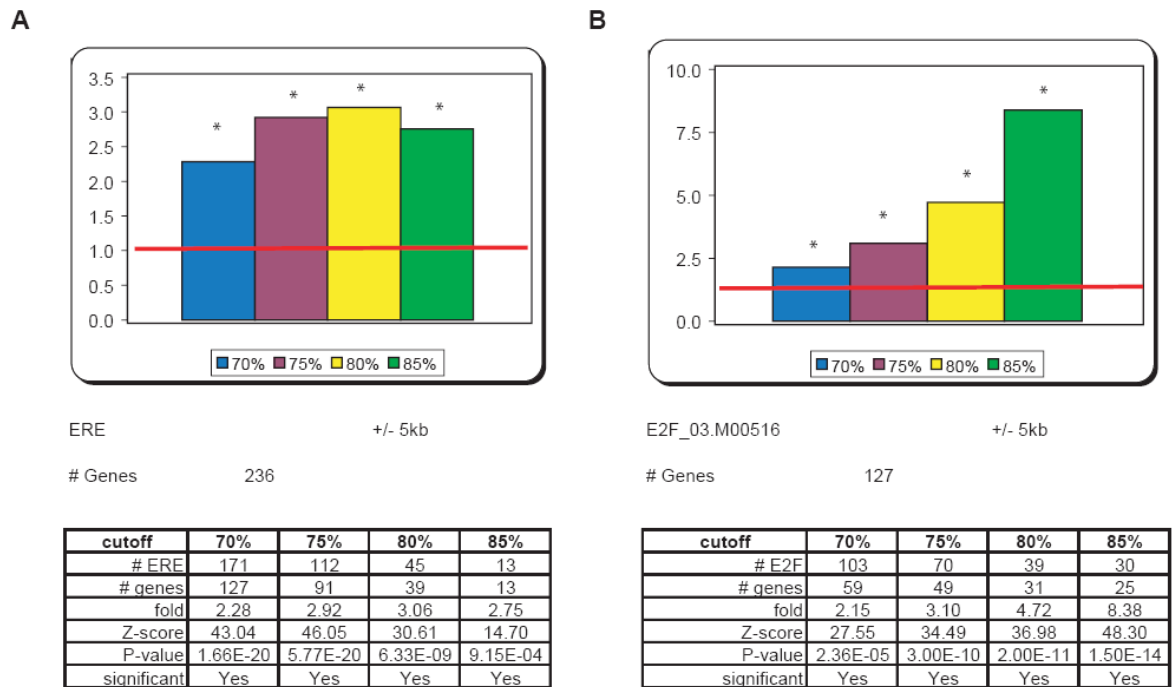 A
3.5
3.0
2.5
2.0
1.5
1.0
0.5
0.0
* * * *
70% 75% 80% 85%
ERE +/- 5kb
# Genes 236
cutoff 70% 75% 80% 85%
# ERE 171 112 45 13
# genes 127 91 39 13
fold 2.28 2.92 3.06 2.75
Z-score 43.04 46.05 30.61 14.70
P-value 1.66E-20 5.77E-20 6.33E-09 9.15E-04
significant Yes Yes Yes Yes
B
10.0
7.5
5.0
2.5
0.0
* * * *
70% 75% 80% 85%
E2F_03.M00516 +/- 5kb
# Genes 127
cutoff 70% 75% 80% 85%
# E2F 103 70 39 30
# genes 59 49 31 25
fold 2.15 3.10 4.72 8.38
Z-score 27.55 34.49 36.98 48.30
P-value 2.36E-05 3.00E-10 2.00E-11 1.50E-14
significant Yes Yes Yes Yes